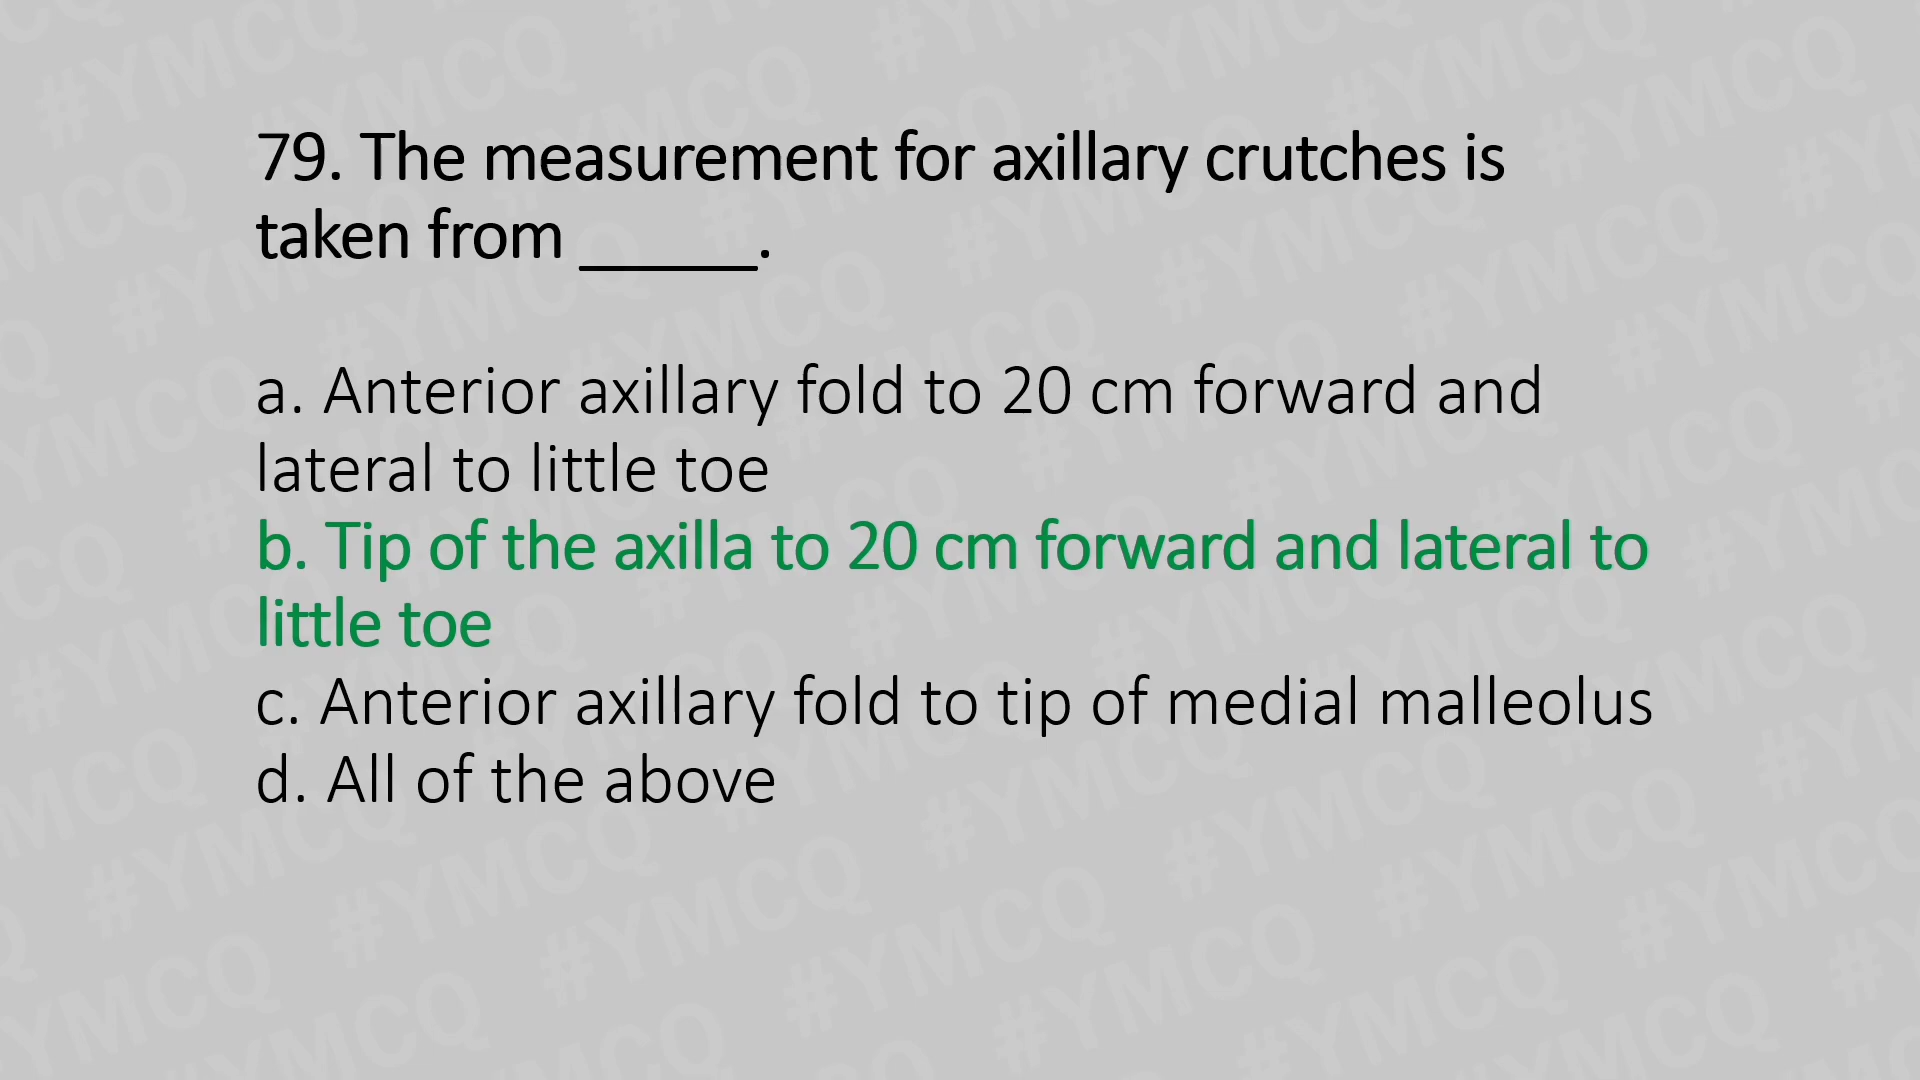 79. The measurement for axillary crutches is
taken from ______.
a. Anterior axillary fold to 20 cm forward and
lateral to little toe
b. Tip of the axilla to 20 cm forward and lateral to
little toe
c. Anterior axillary fold to tip of medial malleolus
d. All of the above
#YMCQ